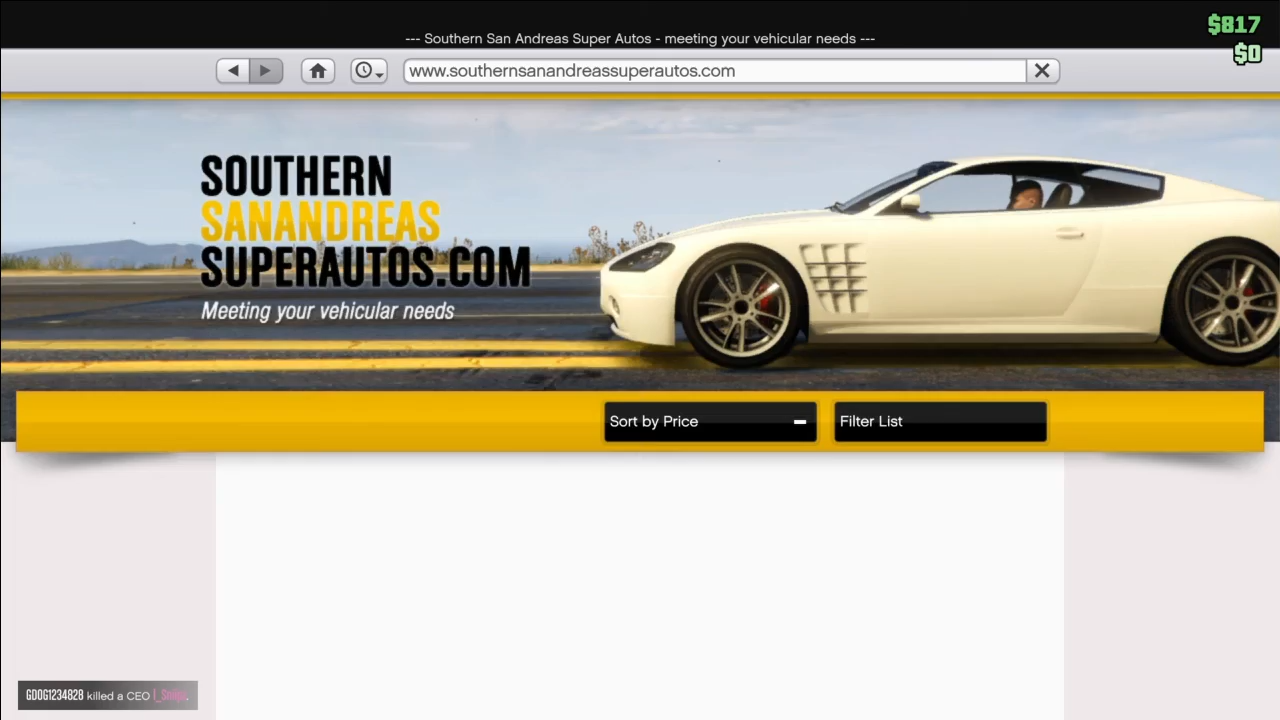 $817
--- Southern San Andreas Super Autos - meeting your vehicular needs ---
$0
www.southernsanandreassuperautos.com
SOUTHERN
SANANDREAS
SUPERAUTOS.COM
Meeting your vehicular needs
Sort by Price
Filter List
GDOG1234828 killed a CEO